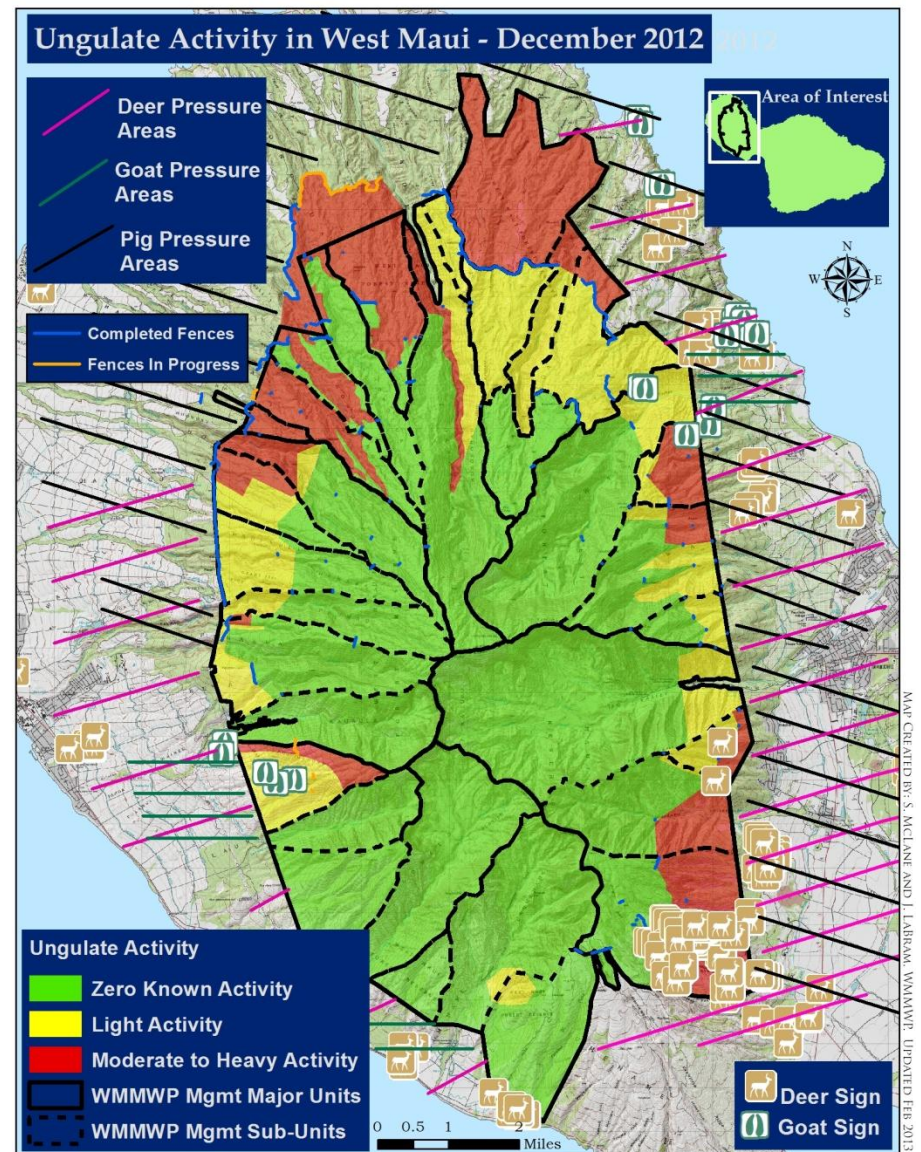 Ungulate Activity in West Maui - December 2012
Deer Pressure
Areas
Goat Pressure
Areas
Pig Pressure
Areas
Completed Fences
Fences In Progress
Area of Interest
N
W
E
S
Ungulate Activity
Zero Known Activity
Light Activity
Moderate to Heavy Activity
WMMWP Mgmt Major Units
WMMWP Mgmt Sub-Units
0 0.5 1 2
Miles
Deer Sign
Goat Sign
MAP CREATED BY: S. MCLANE AND J. LABRAM, WMMWP. UPDATED FEB 2013